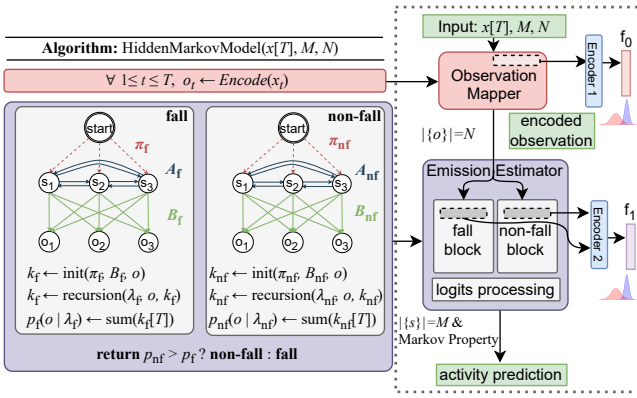 Algorithm: HiddenMarkovModel(x[T], M, N)
∀ 1≤ t ≤ T, o_t ← Encode(x_t)
fall
start
π_f
A_f
s_1 s_2 s_3
B_f
o_1 o_2 o_3
k_f ← init(π_f, B_f, o)
k_f ← recursion(λ_f, o, k_f)
p_f(o | λ_f) ← sum(k_f[T])
non-fall
start
π_nf
A_nf
s_1 s_2 s_3
B_nf
o_1 o_2 o_3
k_nf ← init(π_nf, B_nf, o)
k_nf ← recursion(λ_nf, o, k_nf)
p_nf(o | λ_nf) ← sum(k_nf[T])
return p_nf > p_f ? non-fall : fall
Input: x[T], M, N
Observation
Mapper
Encoder 1
f_0
|{o}|=N
encoded
observation
Emission Estimator
fall
block
non-fall
block
logits processing
Encoder 2
f_1
|{s}|=M &
Markov Property
activity prediction